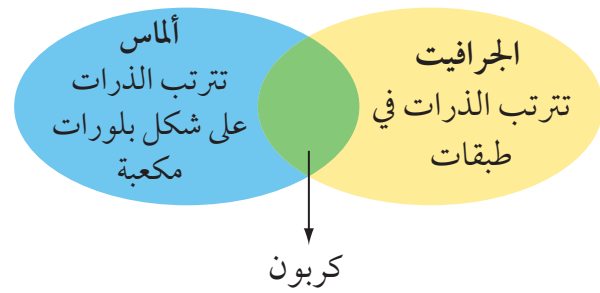 الجرافيت
تترتب الذرات في
طبقات
ألماس
تترتب الذرات
على شكل بلورات
مكعبة
كربون